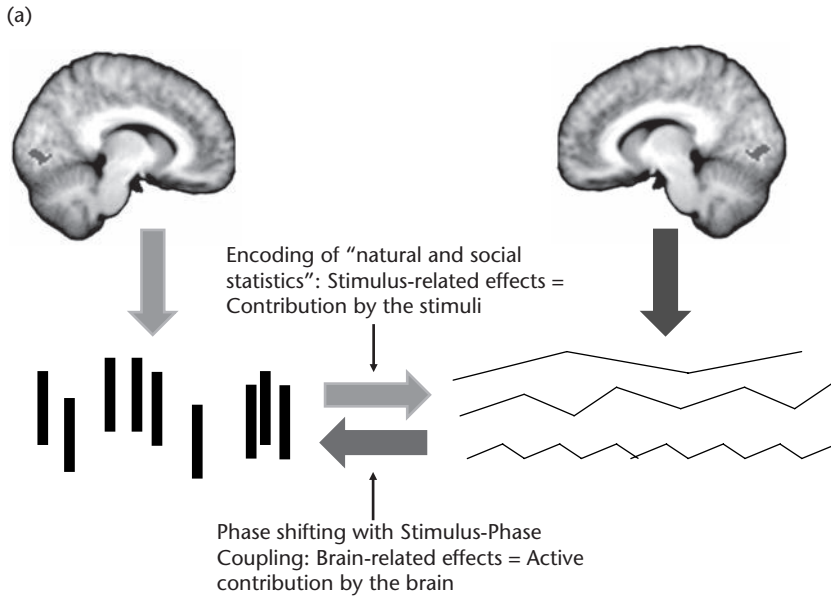 (a)
Encoding of “natural and social
statistics”: Stimulus-related effects =
Contribution by the stimuli
Phase shifting with Stimulus-Phase
Coupling: Brain-related effects = Active
contribution by the brain